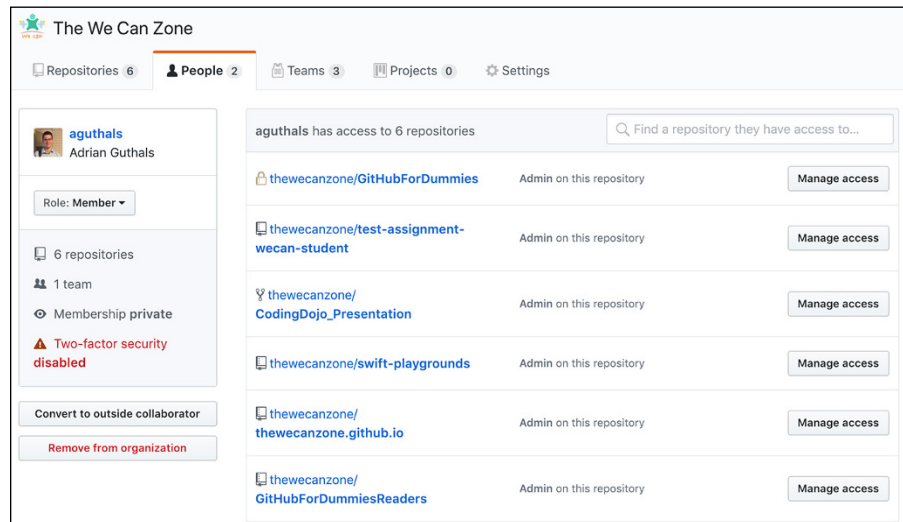 The We Can Zone
Repositories 6
People 2
Teams 3
Projects 0
Settings
aguthals
Adrian Guthals
Role: Member
6 repositories
1 team
Membership private
Two-factor security
disabled
Convert to outside collaborator
Remove from organization
aguthals has access to 6 repositories
Find a repository they have access to...
thewecanzone/GitHubForDummies
Admin on this repository
Manage access
thewecanzone/test-assignment-
wecan-student
Admin on this repository
Manage access
thewecanzone/
CodingDojo_Presentation
Admin on this repository
Manage access
thewecanzone/swift-playgrounds
Admin on this repository
Manage access
thewecanzone/
thewecanzone.github.io
Admin on this repository
Manage access
thewecanzone/
GitHubForDummiesReaders
Admin on this repository
Manage access